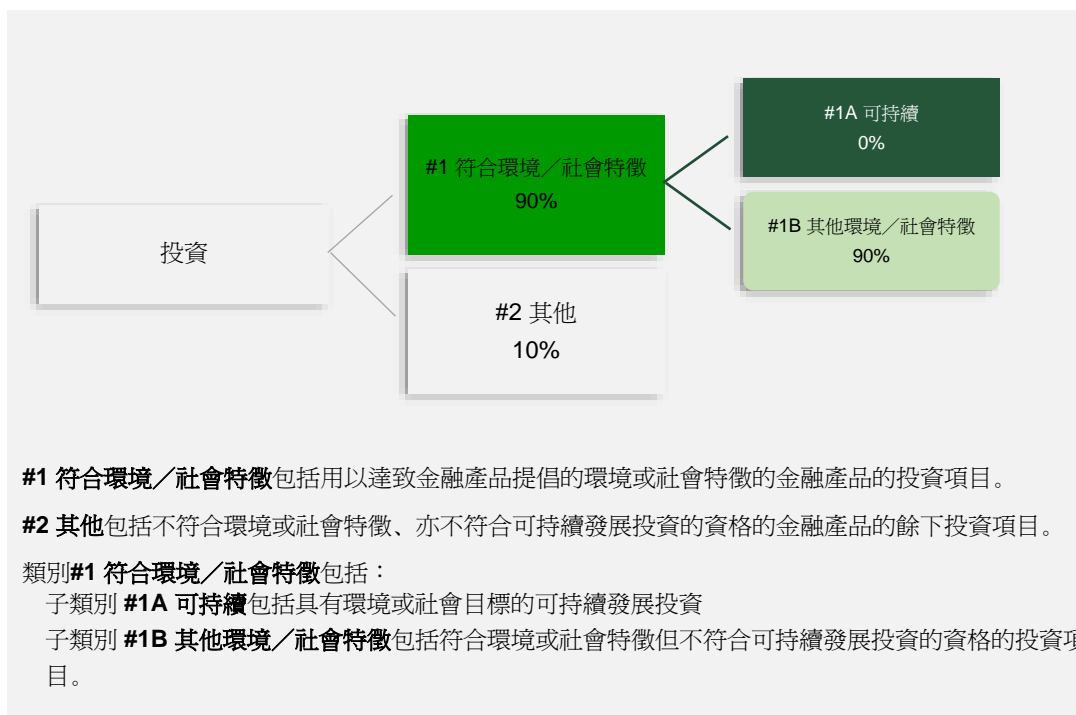 #1A 可持續
0%
#1 符合環境／社會特徵
90%
#1B 其他環境／社會特徵
90%
投資
#2 其他
10%
#1 符合環境／社會特徵包括用以達致金融產品提倡的環境或社會特徵的金融產品的投資項目。
#2 其他包括不符合環境或社會特徵、亦不符合可持續發展投資的資格的金融產品的餘下投資項目。
類別#1 符合環境／社會特徵包括：
子類別 #1A 可持續包括具有環境或社會目標的可持續發展投資
子類別 #1B 其他環境／社會特徵包括符合環境或社會特徵但不符合可持續發展投資的資格的投資項
目。